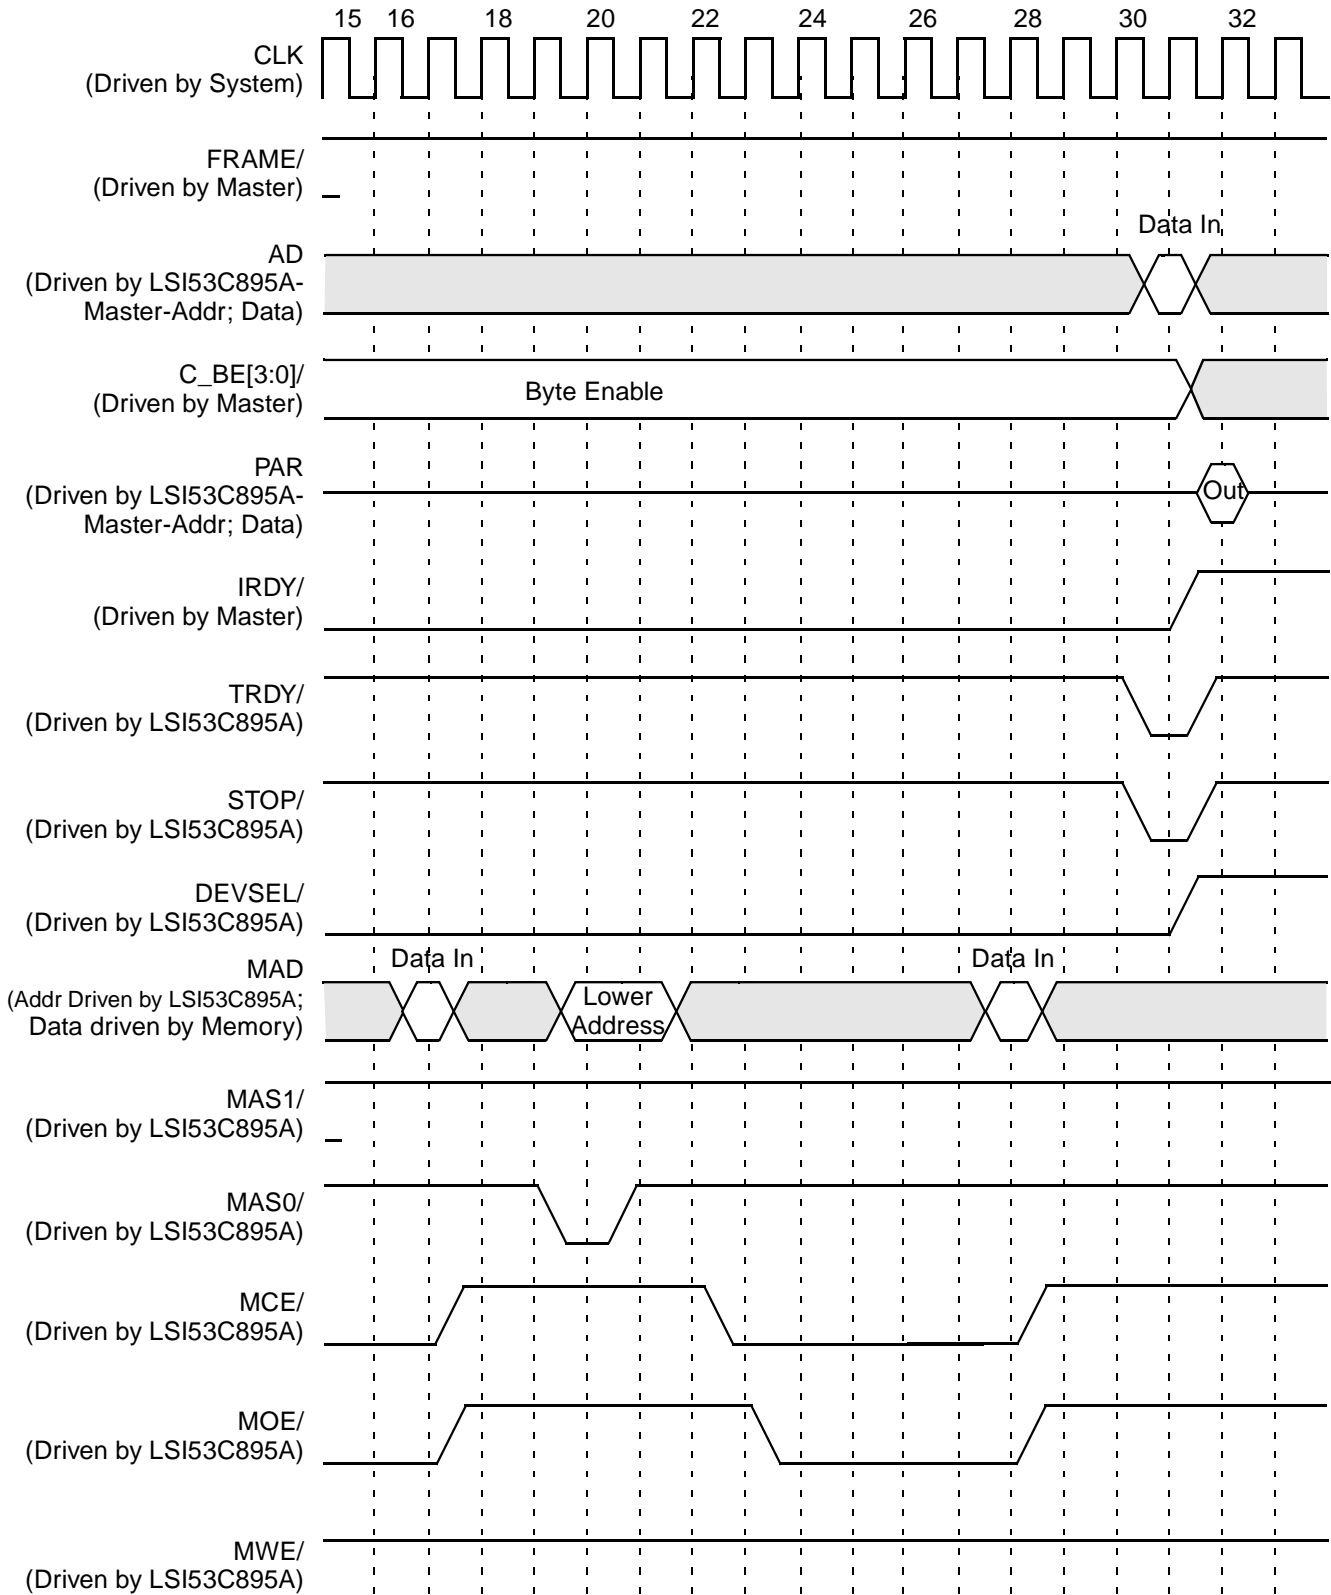 15 16 18 20 22 24 26 28 30 32
CLK
(Driven by System)
FRAME/
(Driven by Master)
Data In
AD
(Driven by LSI53C895A-
Master-Addr; Data)
C_BE[3:0]/
(Driven by Master)
Byte Enable
PAR
(Driven by LSI53C895A-
Master-Addr; Data)
Out
IRDY/
(Driven by Master)
TRDY/
(Driven by LSI53C895A)
STOP/
(Driven by LSI53C895A)
DEVSEL/
(Driven by LSI53C895A)
Data In Data In
MAD
(Addr Driven by LSI53C895A;
Data driven by Memory)
Lower
Address
MAS1/
(Driven by LSI53C895A)
MAS0/
(Driven by LSI53C895A)
MCE/
(Driven by LSI53C895A)
MOE/
(Driven by LSI53C895A)
MWE/
(Driven by LSI53C895A)